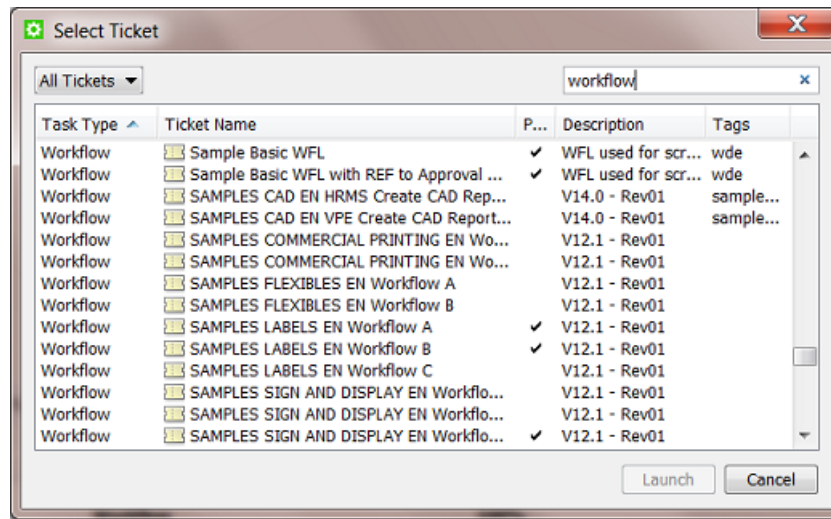 Select Ticket
All Tickets
workflow
Task Type Ticket Name P... Description Tags
Workflow Sample Basic WFL ✔ WFL used for scr... wde
Workflow Sample Basic WFL with REF to Approval ... ✔ WFL used for scr... wde
Workflow SAMPLES CAD EN HRMS Create CAD Rep... V14.0 - Rev01 sample...
Workflow SAMPLES CAD EN VPE Create CAD Report... V14.0 - Rev01 sample...
Workflow SAMPLES COMMERCIAL PRINTING EN Wo... V12.1 - Rev01
Workflow SAMPLES COMMERCIAL PRINTING EN Wo... V12.1 - Rev01
Workflow SAMPLES FLEXIBLES EN Workflow A V12.1 - Rev01
Workflow SAMPLES FLEXIBLES EN Workflow B V12.1 - Rev01
Workflow SAMPLES LABELS EN Workflow A ✔ V12.1 - Rev01
Workflow SAMPLES LABELS EN Workflow B ✔ V12.1 - Rev01
Workflow SAMPLES LABELS EN Workflow C V12.1 - Rev01
Workflow SAMPLES SIGN AND DISPLAY EN Workflo... V12.1 - Rev01
Workflow SAMPLES SIGN AND DISPLAY EN Workflo... V12.1 - Rev01
Workflow SAMPLES SIGN AND DISPLAY EN Workflo... ✔ V12.1 - Rev01
Launch Cancel